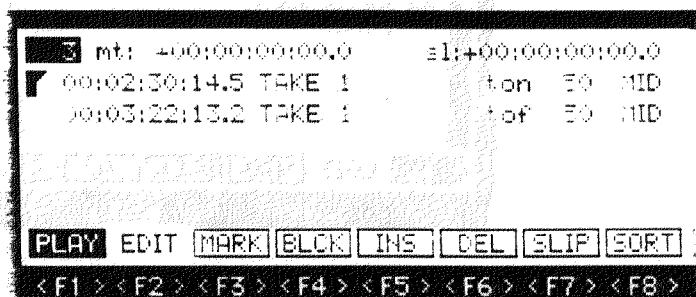 3 mt: +00:00:00:00.0 sl:+00:00:00:00.0
00:02:30:14.5 TAKE 1 ton 50 MID
00:03:22:13.2 TAKE 1 tof 50 MID
PLAY EDIT MARK BLCK INS DEL SLIP SORT
<F1> <F2> <F3> <F4> <F5> <F6> <F7> <F8>